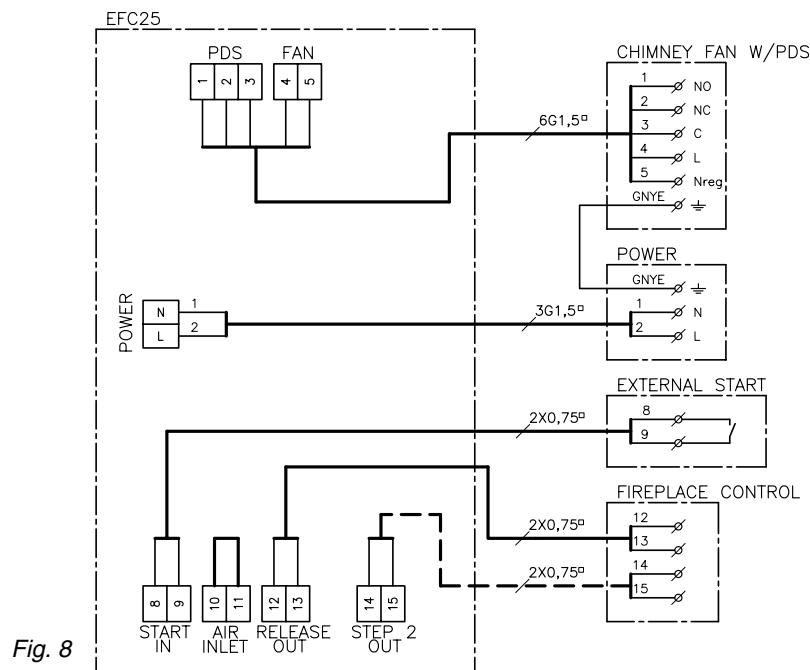 EFC25
PDS FAN
1 2 3 4 5
CHIMNEY FAN W/PDS
1 NO
2 NC
3 C
4 L
5 Nreg
GNYE
6G1,5▫
POWER
GNYE
1 N
2 L
3G1,5▫
POWER
N 1
L 2
EXTERNAL START
8
9
2X0,75▫
FIREPLACE CONTROL
12
13
14
15
2X0,75▫
2X0,75▫
8 9 10 11 12 13 14 15
START IN
AIR INLET
RELEASE OUT
STEP 2 OUT
Fig. 8